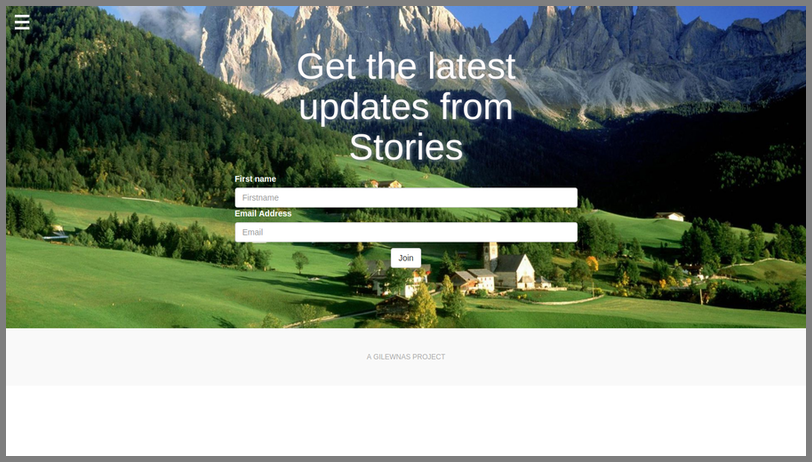 Get the latest
updates from
Stories
First name
Firstname
Email Address
Email
Join
A GILEWNAS PROJECT